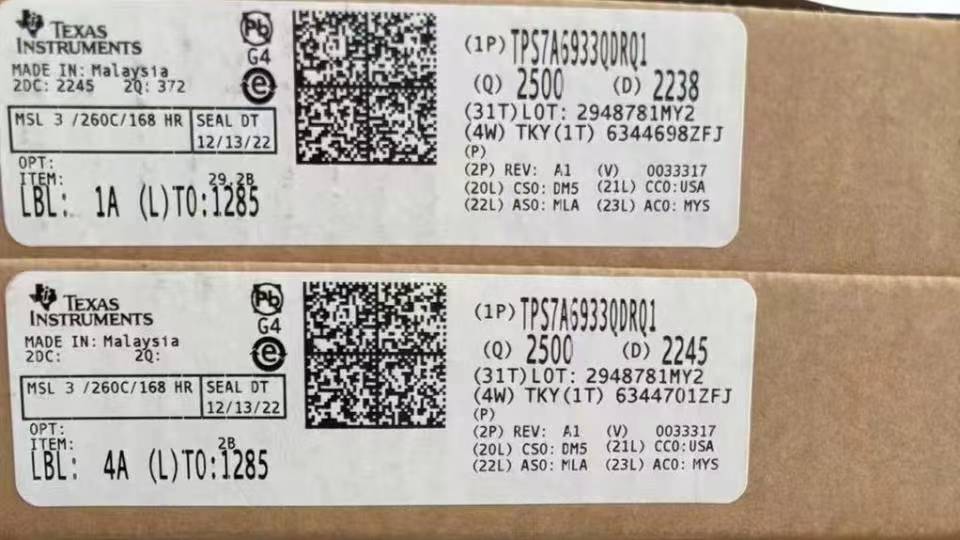 TEXAS
INSTRUMENTS
MADE IN: Malaysia
2DC: 2245 2Q: 372
MSL 3 /260C/168 HR
SEAL DT
12/13/22
OPT:
ITEM: 29.2B
LBL: 1A (L)TO:1285
Pb
G4
e
(1P) TPS7A6933QDRQ1
(Q) 2500 (D) 2238
(31T)LOT: 2948781MY2
(4W) TKY(1T) 6344698ZFJ
(P)
(2P) REV: A1 (V) 0033317
(20L) CSO: DM5 (21L) CCO:USA
(22L) ASO: MLA (23L) ACO: MYS
TEXAS
INSTRUMENTS
MADE IN: Malaysia
2DC: 2Q:
MSL 3 /260C/168 HR
SEAL DT
12/13/22
OPT:
ITEM: 2B
LBL: 4A (L)TO:1285
Pb
G4
e
(1P) TPS7A6933QDRQ1
(Q) 2500 (D) 2245
(31T)LOT: 2948781MY2
(4W) TKY(1T) 6344701ZFJ
(P)
(2P) REV: A1 (V) 0033317
(20L) CSO: DM5 (21L) CCO:USA
(22L) ASO: MLA (23L) ACO: MYS